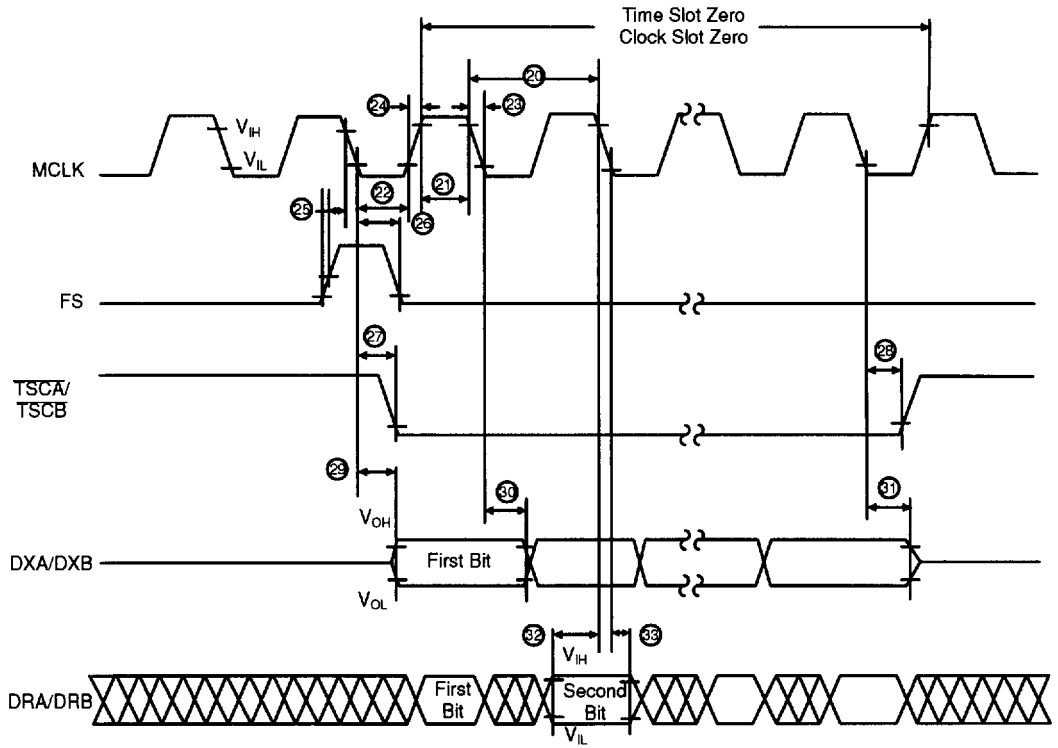 Time Slot Zero
Clock Slot Zero
20
24
23
V_IH
V_IL
MCLK
21
22
25
26
FS
27
28
TSCA/
TSCB
29
30
31
V_OH
DXA/DXB
First Bit
V_OL
32
33
V_IH
DRA/DRB
First
Bit
Second
Bit
V_IL